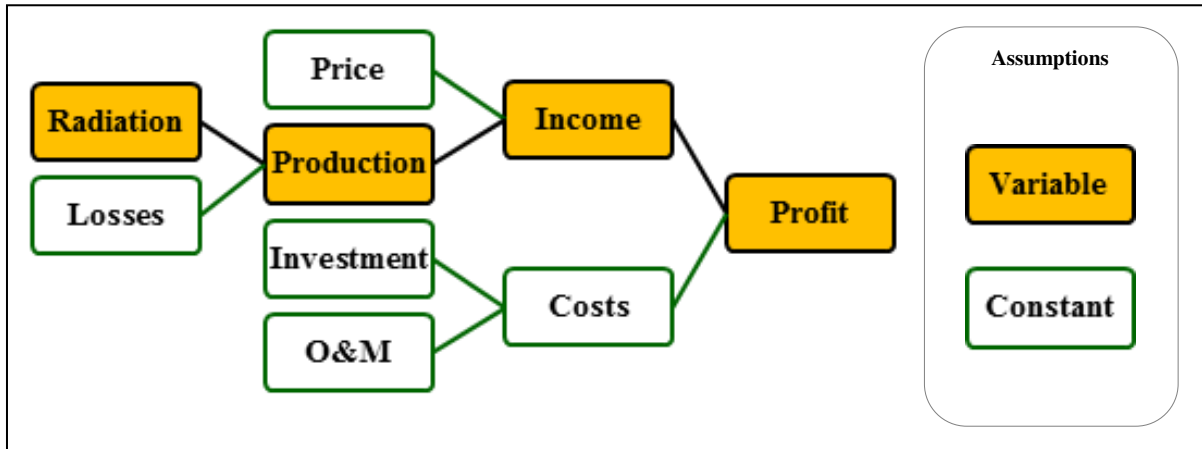 Price
Radiation
Production
Losses
Income
Investment
O&M
Costs
Profit
Assumptions
Variable
Constant